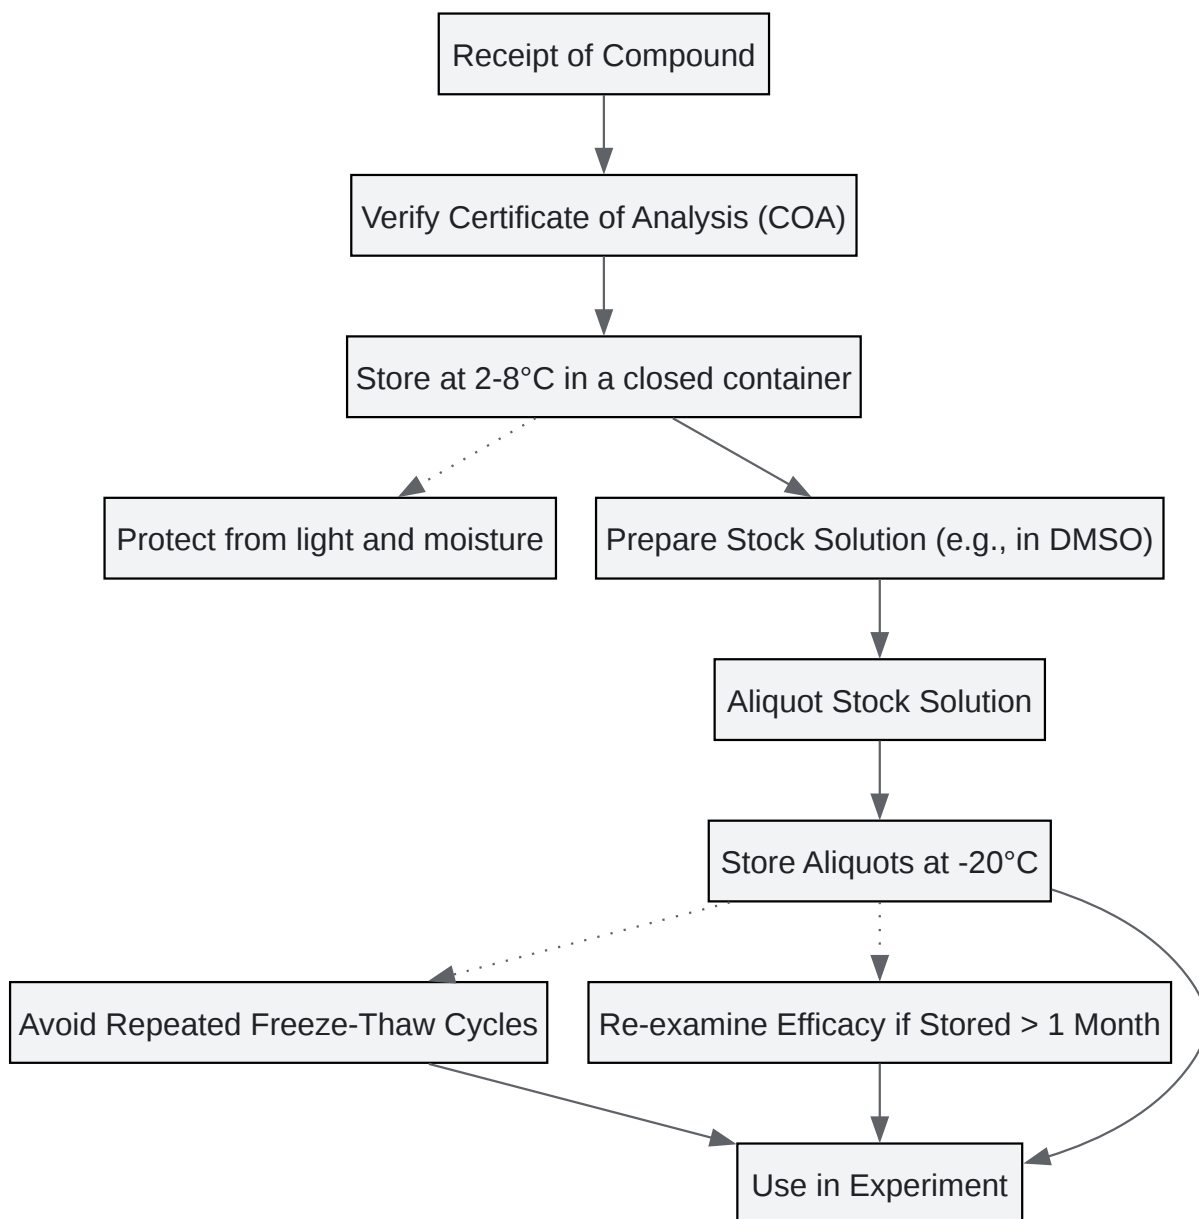 Receipt of Compound
Verify Certificate of Analysis (COA)
Store at 2-8°C in a closed container
Protect from light and moisture
Prepare Stock Solution (e.g., in DMSO)
Aliquot Stock Solution
Store Aliquots at -20°C
Avoid Repeated Freeze-Thaw Cycles
Re-examine Efficacy if Stored > 1 Month
Use in Experiment